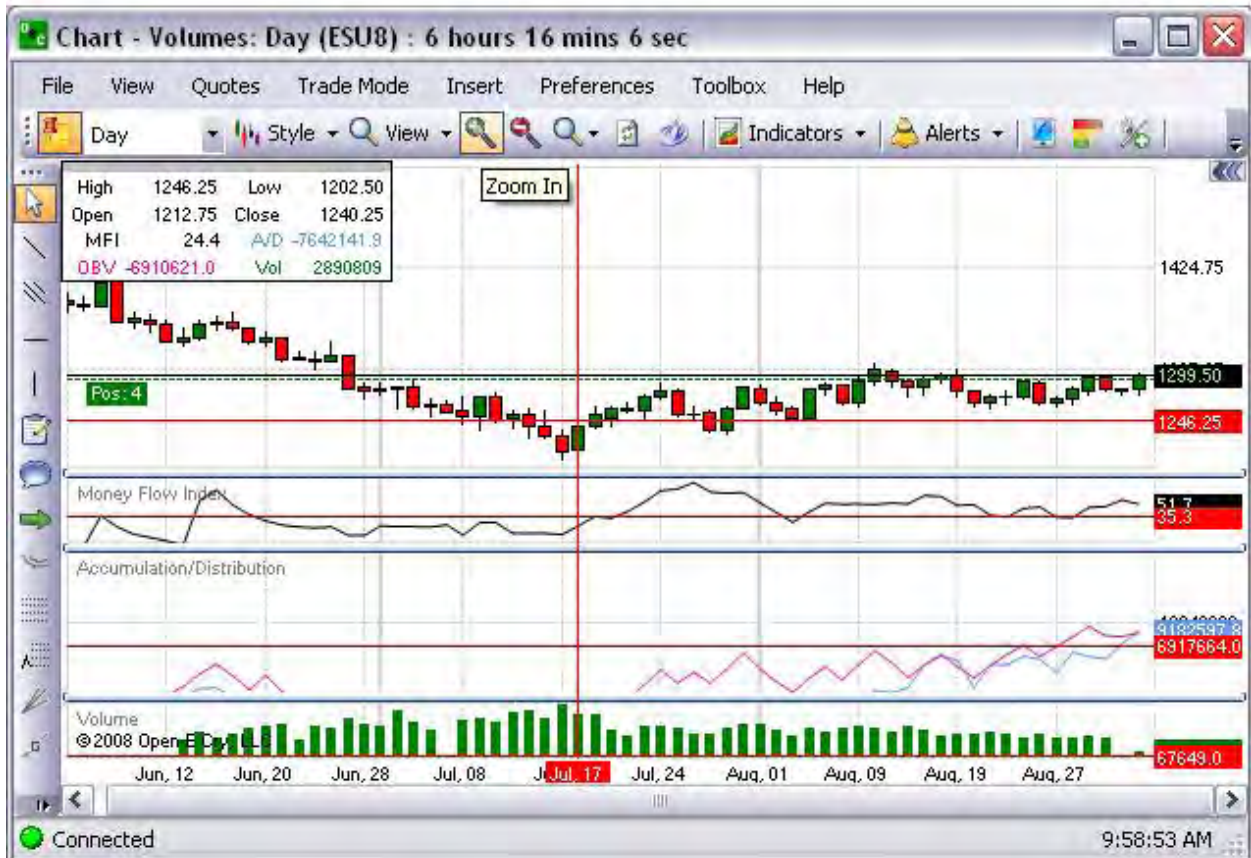 Chart - Volumes: Day (ESU8) : 6 hours 16 mins 6 sec
File View Quotes Trade Mode Insert Preferences Toolbox Help
Day Style View Indicators Alerts
Zoom In
High 1246.25 Low 1202.50
Open 1212.75 Close 1240.25
MFI 24.4 A/D -7642141.9
OBV -6910621.0 Vol 2890809
1424.75
1299.50
Pos: 4
1246.25
Money Flow Index
51.7
35.3
Accumulation/Distribution
9182597.8
6917664.0
Volume
©2008 Open E Cry, LLC
67649.0
Jun, 12 Jun, 20 Jun, 28 Jul, 08 Jul, 17 Jul, 24 Aug, 01 Aug, 09 Aug, 19 Aug, 27
Connected 9:58:53 AM